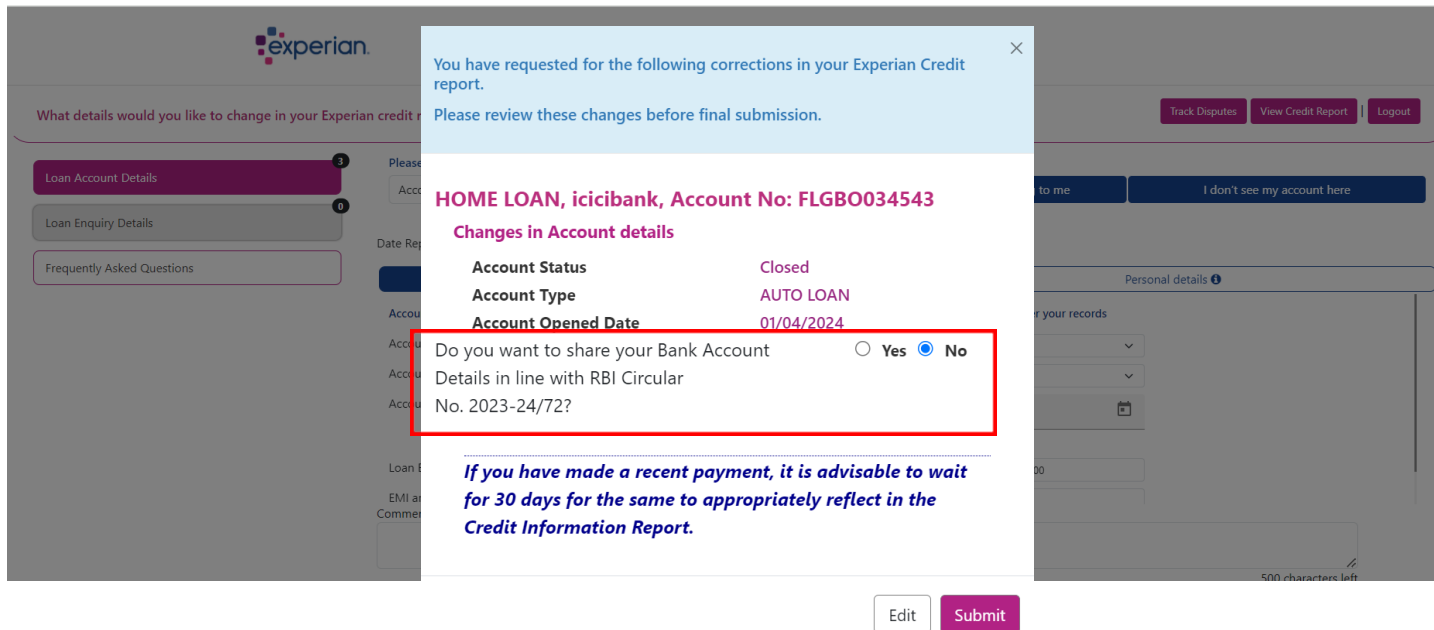 experian.
What details would you like to change in your Experian credit r
Track Disputes View Credit Report | Logout
Loan Account Details
3
Loan Enquiry Details
0
Frequently Asked Questions
Please
Acco
Date Rep
Accou
Accou
Accou
Accou
Loan E
EMI ar
Commer
×
You have requested for the following corrections in your Experian Credit
report.
Please review these changes before final submission.
HOME LOAN, icicibank, Account No: FLGBO034543
Changes in Account details
Account Status Closed
Account Type AUTO LOAN
Account Opened Date 01/04/2024
Do you want to share your Bank Account Yes No
Details in line with RBI Circular
No. 2023-24/72?
If you have made a recent payment, it is advisable to wait
for 30 days for the same to appropriately reflect in the
Credit Information Report.
Edit Submit
to me
I don't see my account here
Personal details
r your records
00
500 characters left